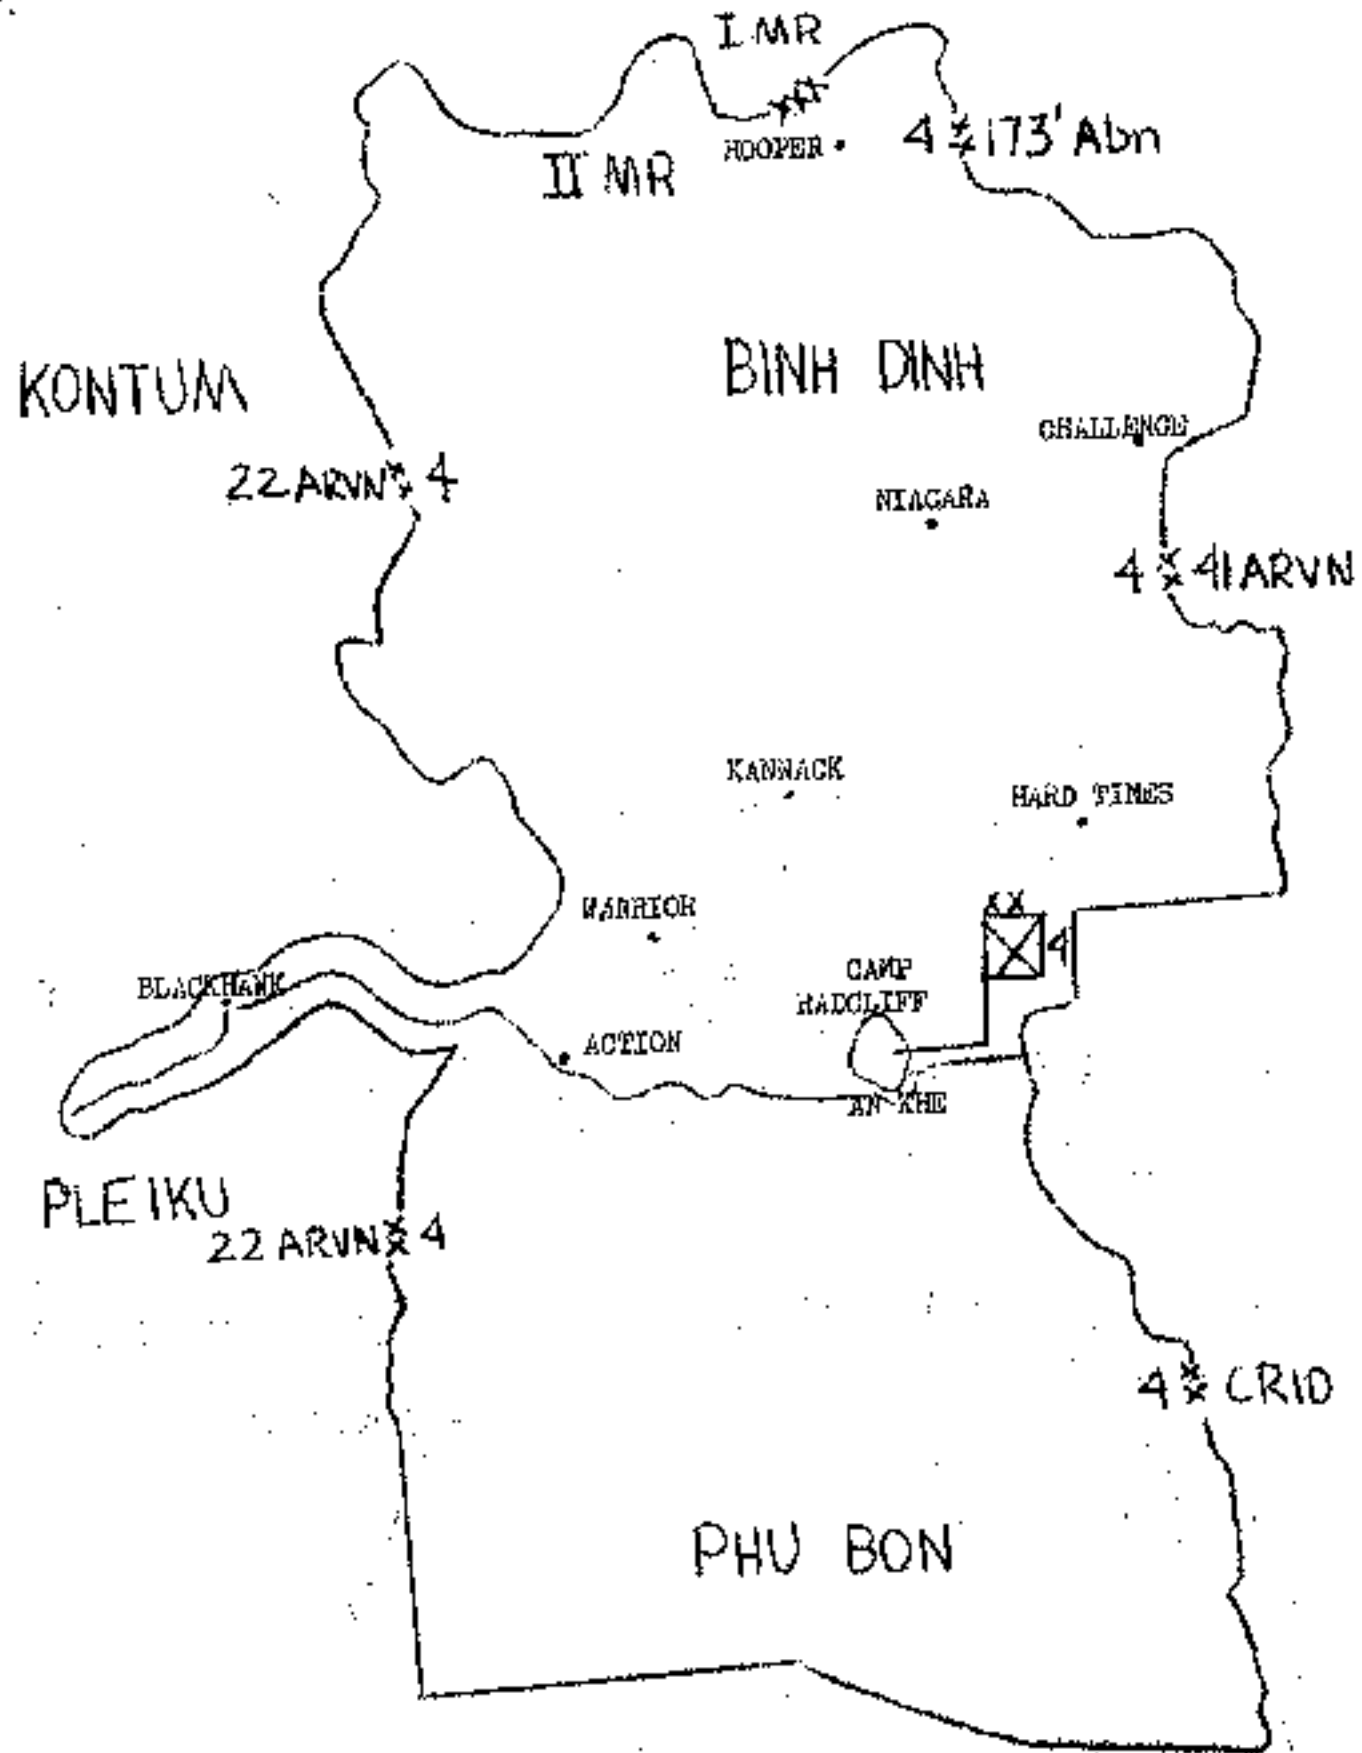 I MR
HOOPER
4 173' Abn
II MR
KONTUM
BINH DINH
CHALLENGE
22 ARVN 4
NIAGARA
4 41 ARVN
KANNACK
HARD TIMES
XX
WARRIOR
4
CAMP
RADCLIFF
BLACKHAWK
ACTION
AN KHE
PLEIKU
22 ARVN 4
4 CRID
PHU BON